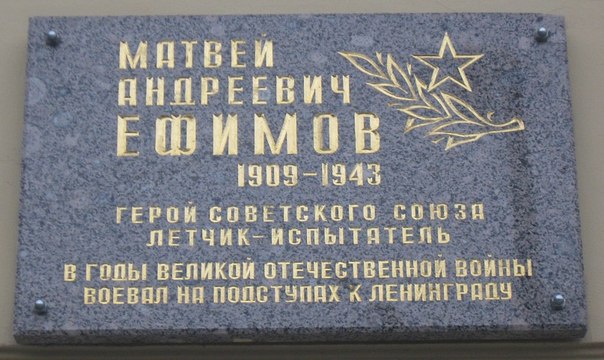 МАТВЕЙ
АНДРЕЕВИЧ
ЕФИМОВ
1909-1943
ГЕРОЙ СОВЕТСКОГО СОЮЗА
ЛЕТЧИК-ИСПЫТАТЕЛЬ
В ГОДЫ ВЕЛИКОЙ ОТЕЧЕСТВЕННОЙ ВОЙНЫ
ВОЕВАЛ НА ПОДСТУПАХ К ЛЕНИНГРАДУ